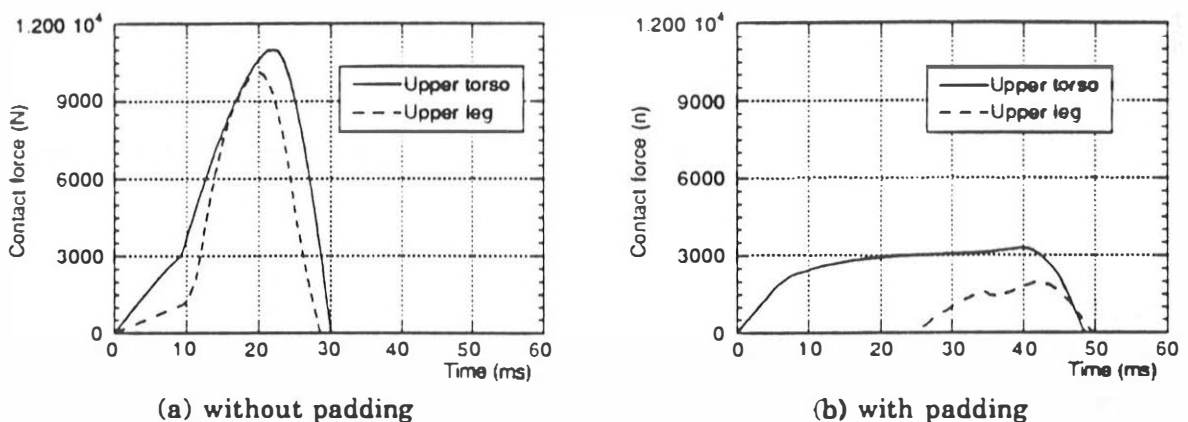 1.200 10⁴
9000
6000
3000
0
Contact force (N)
Upper torso
Upper leg
0 10 20 30 40 50 60
Time (ms)
(a) without padding
1.200 10⁴
9000
6000
3000
0
Contact force (n)
Upper torso
Upper leg
0 10 20 30 40 50 60
Time (ms)
(b) with padding